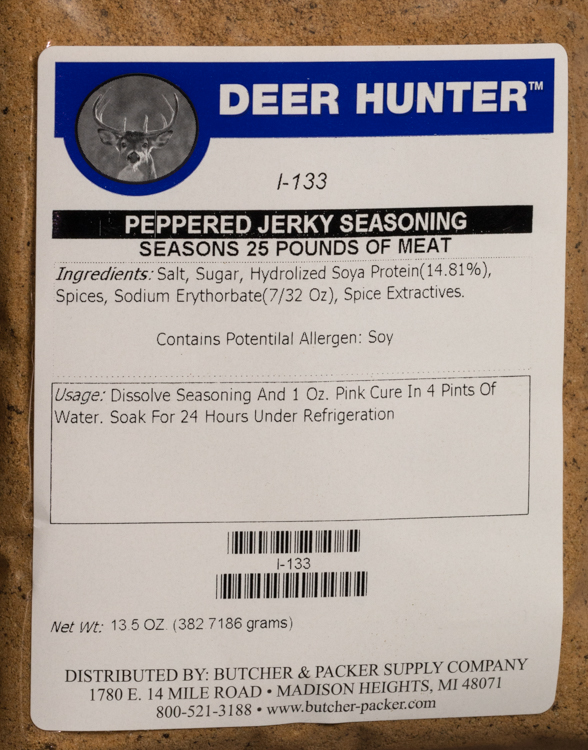 DEER HUNTER™
I-133
PEPPERED JERKY SEASONING
SEASONS 25 POUNDS OF MEAT
Ingredients: Salt, Sugar, Hydrolized Soya Protein(14.81%),
Spices, Sodium Erythorbate(7/32 Oz), Spice Extractives.
Contains Potentilal Allergen: Soy
Usage: Dissolve Seasoning And 1 Oz. Pink Cure In 4 Pints Of
Water. Soak For 24 Hours Under Refrigeration
I-133
Net Wt: 13.5 OZ. (382.7186 grams)
DISTRIBUTED BY: BUTCHER & PACKER SUPPLY COMPANY
1780 E. 14 MILE ROAD • MADISON HEIGHTS, MI 48071
800-521-3188 • www.butcher-packer.com